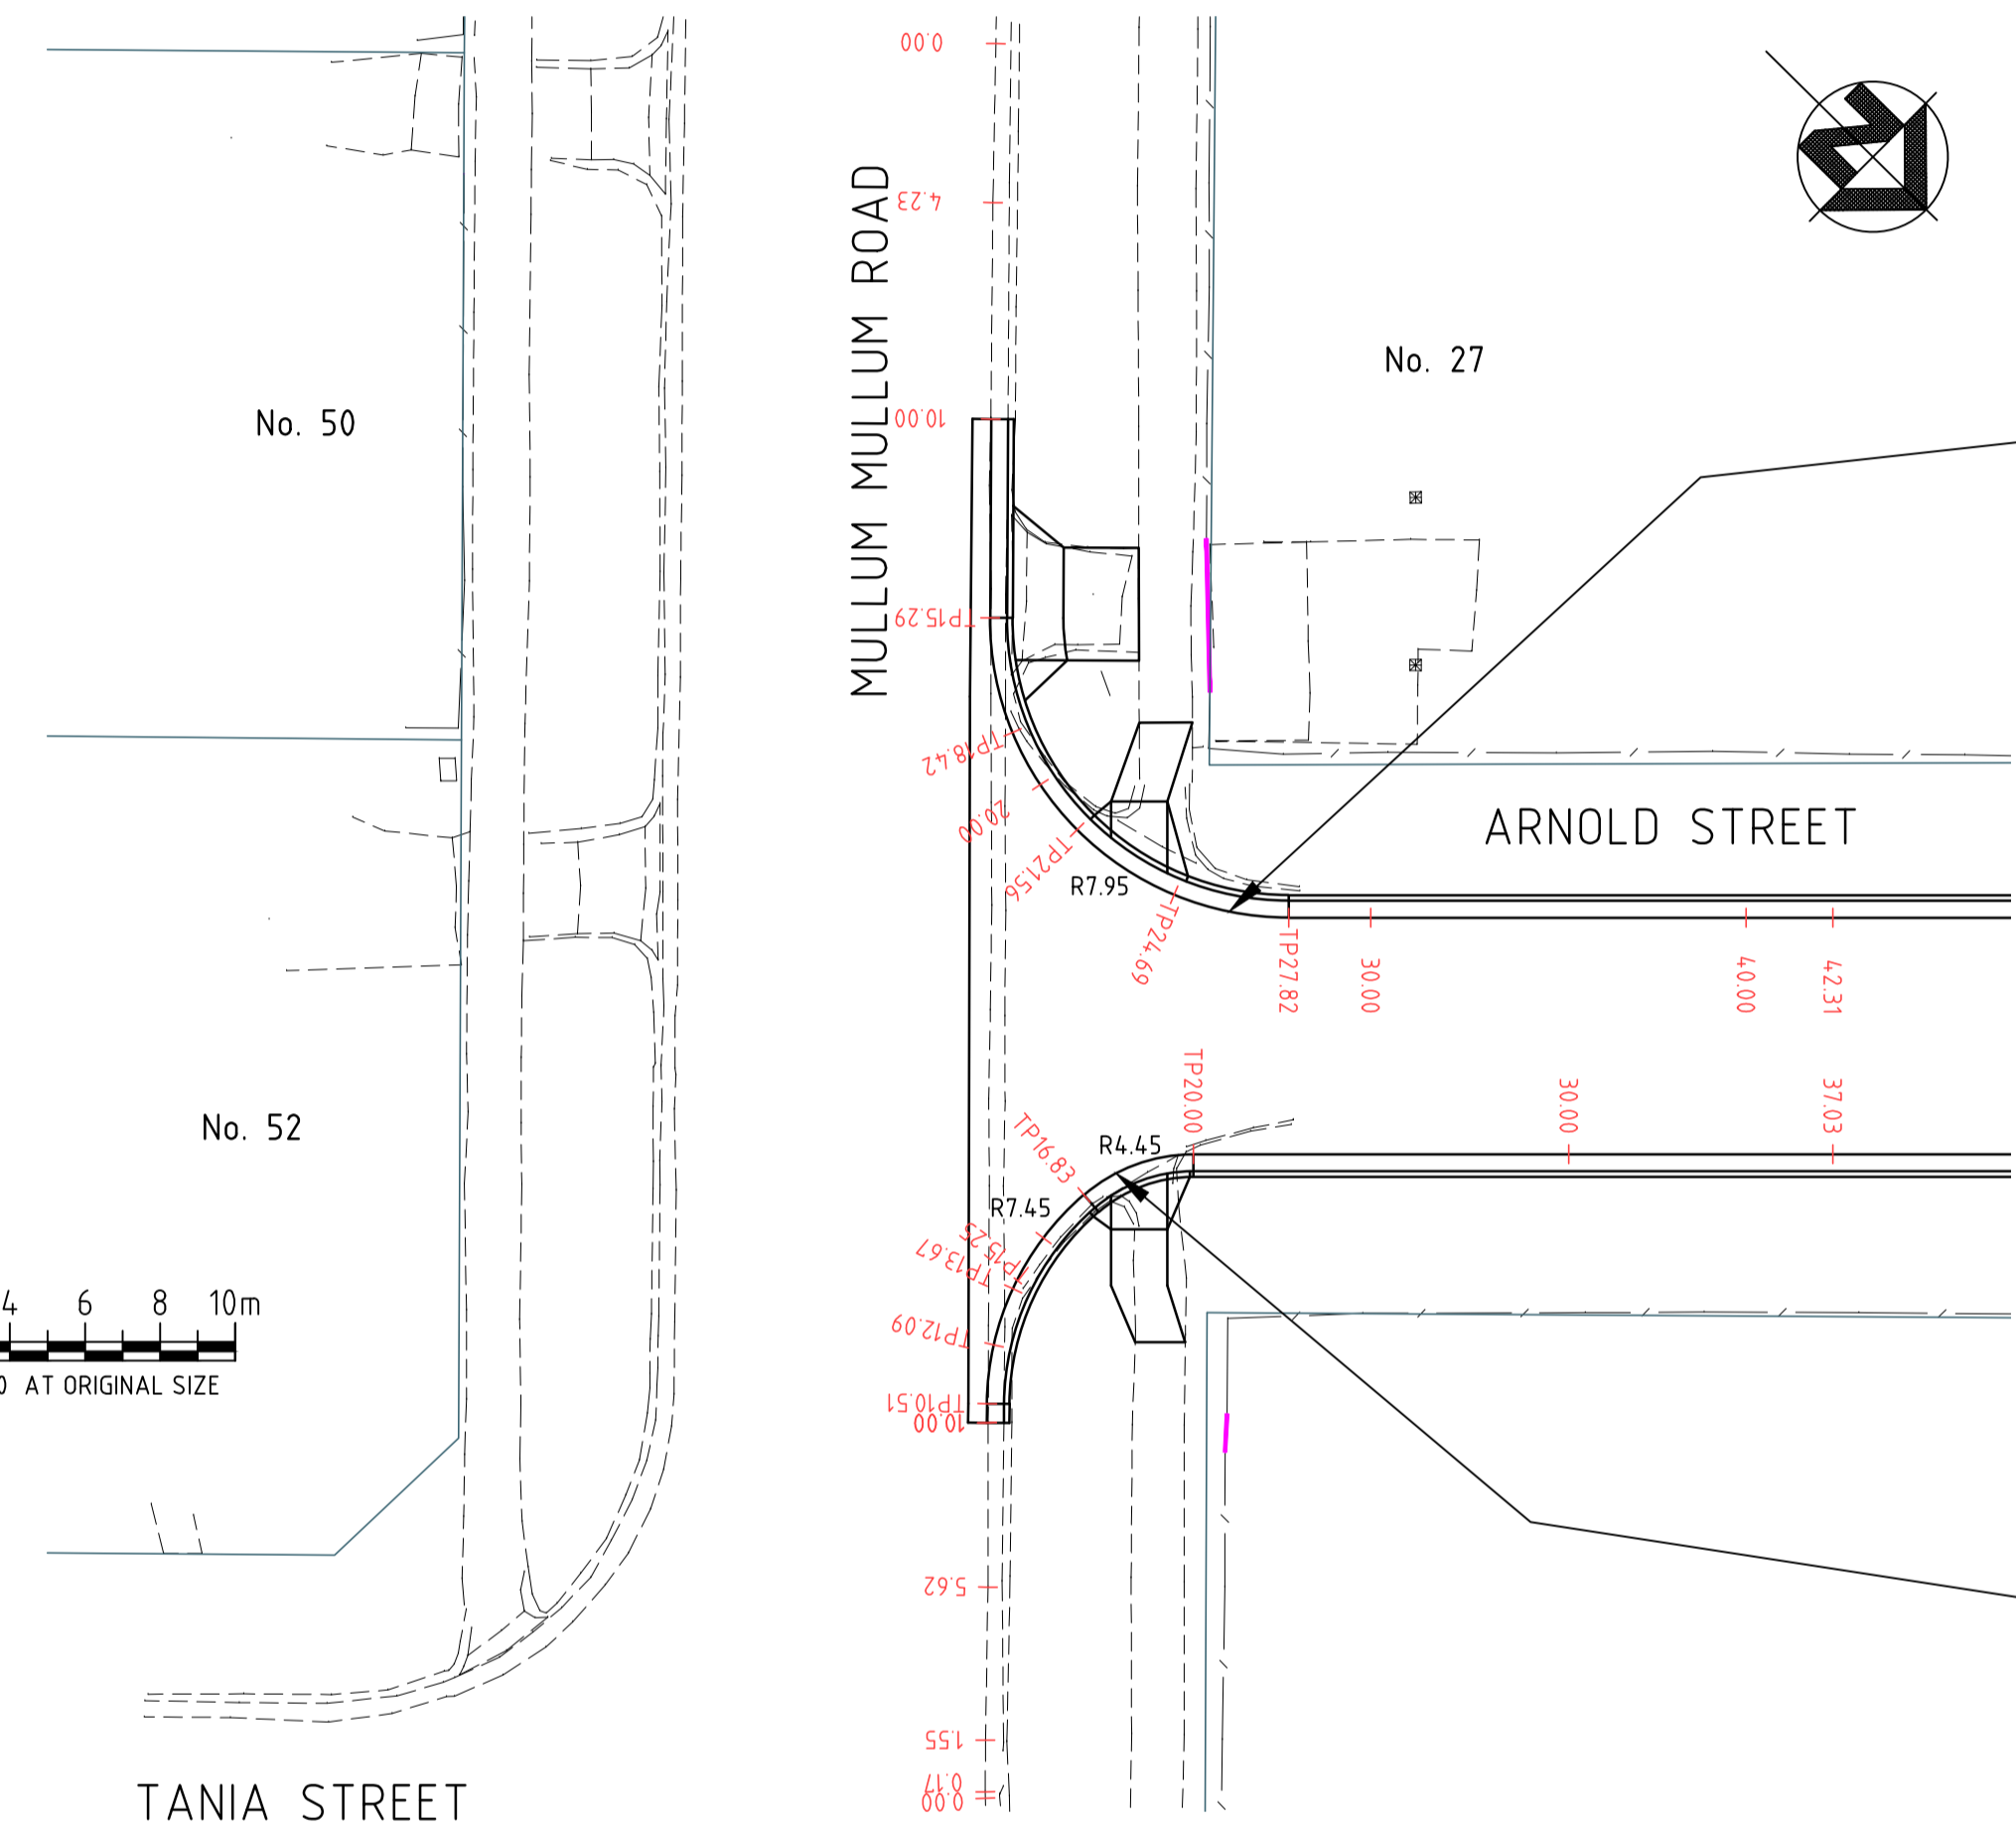 0.00
4.23
MULLUM MULLUM ROAD
No. 27
No. 50
10.00
TP15.29
TP18.42
20.00
TP21.56
R7.95
TP24.69
TP27.82
30.00
40.00
42.31
ARNOLD STREET
No. 52
TP20.00
30.00
37.03
TP16.83
R4.45
R7.45
TP15.25
TP13.67
TP12.09
TP10.51
10.00
4 6 8 10m
0 AT ORIGINAL SIZE
5.62
1.55
0.17
0.00
TANIA STREET